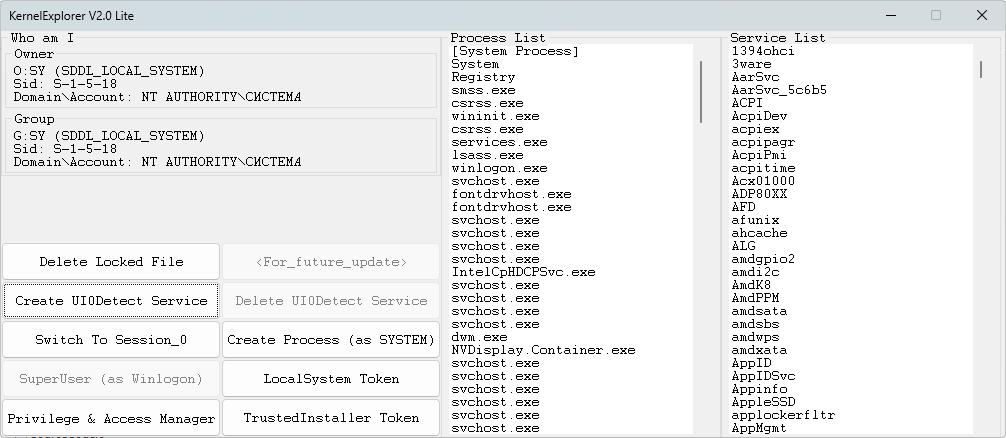 KernelExplorer V2.0 Lite
Who am I
Owner
O:SY (SDDL_LOCAL_SYSTEM)
Sid: S-1-5-18
Domain\Account: NT AUTHORITY\СИСТЕМА
Group
G:SY (SDDL_LOCAL_SYSTEM)
Sid: S-1-5-18
Domain\Account: NT AUTHORITY\СИСТЕМА
Delete Locked File
<For_future_update>
Create UI0Detect Service
Delete UI0Detect Service
Switch To Session_0
Create Process (as SYSTEM)
SuperUser (as Winlogon)
LocalSystem Token
Privilege & Access Manager
TrustedInstaller Token
Process List
[System Process]
System
Registry
smss.exe
csrss.exe
wininit.exe
csrss.exe
services.exe
lsass.exe
winlogon.exe
svchost.exe
fontdrvhost.exe
fontdrvhost.exe
svchost.exe
svchost.exe
svchost.exe
svchost.exe
IntelCpHDCPSvc.exe
svchost.exe
svchost.exe
svchost.exe
svchost.exe
dwm.exe
NVDisplay.Container.exe
svchost.exe
svchost.exe
svchost.exe
svchost.exe
svchost.exe
svchost.exe
Service List
1394ohci
3ware
AarSvc
AarSvc_5c6b5
ACPI
AcpiDev
acpiex
acpipagr
AcpiPmi
acpitime
Acx01000
ADP80XX
AFD
afunix
ahcache
ALG
amdgpio2
amdi2c
AmdK8
AmdPPM
amdsata
amdsbs
amdwps
amdxata
AppID
AppIDSvc
Appinfo
AppleSSD
applockerfltr
AppMgmt